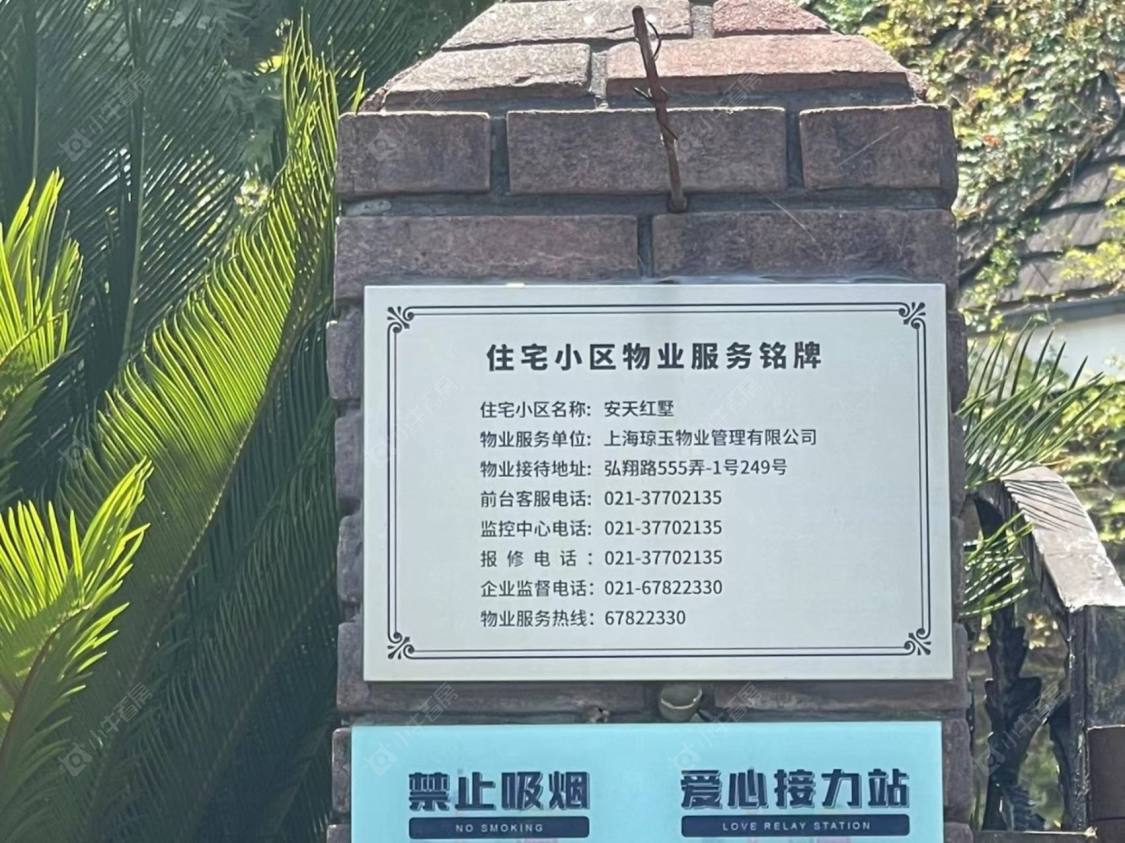 住宅小区物业服务铭牌
住宅小区名称: 安天红墅
物业服务单位: 上海琼玉物业管理有限公司
物业接待地址: 弘翔路555弄-1号249号
前台客服电话: 021-37702135
监控中心电话: 021-37702135
报修电话: 021-37702135
企业监督电话: 021-67822330
物业服务热线: 67822330
禁止吸烟 爱心接力站
NO SMOKING LOVE RELAY STATION